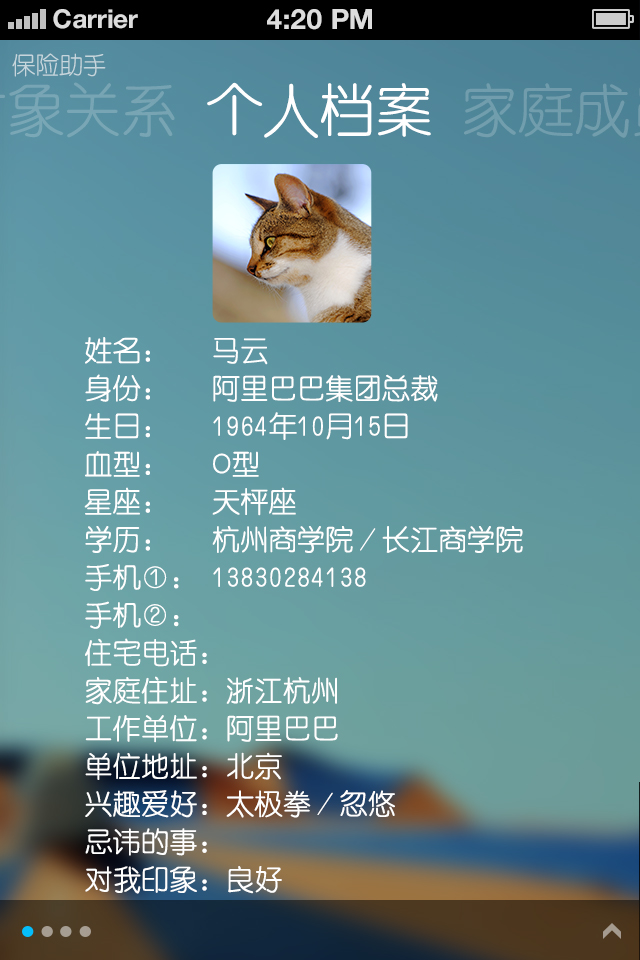 Carrier 4:20 PM
保险助手
对象关系 个人档案 家庭成员
姓名： 马云
身份： 阿里巴巴集团总裁
生日： 1964年10月15日
血型： O型
星座： 天枰座
学历： 杭州商学院／长江商学院
手机①： 13830284138
手机②：
住宅电话：
家庭住址：浙江杭州
工作单位：阿里巴巴
单位地址：北京
兴趣爱好：太极拳／忽悠
忌讳的事：
对我印象：良好